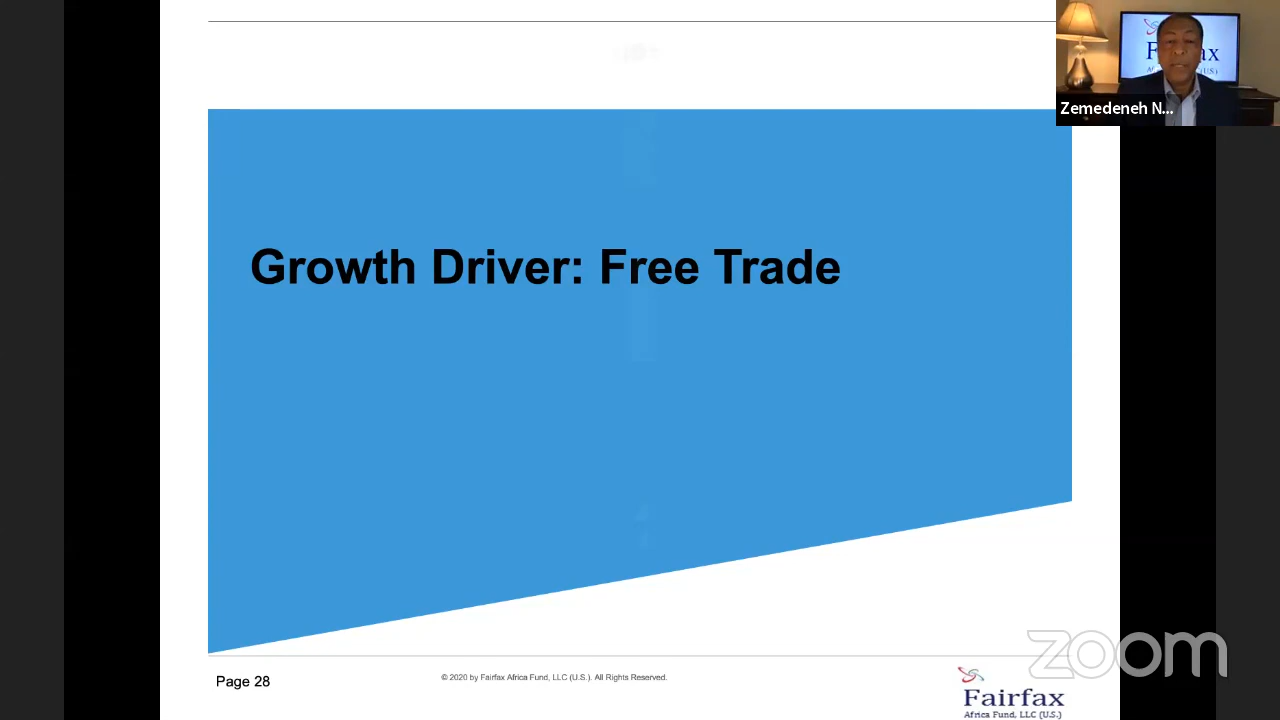 Growth Driver: Free Trade
Zemedeneh N...
Page 28
© 2020 by Fairfax Africa Fund, LLC (U.S.). All Rights Reserved.
Fairfax
Africa Fund, LLC (U.S.)
zoom